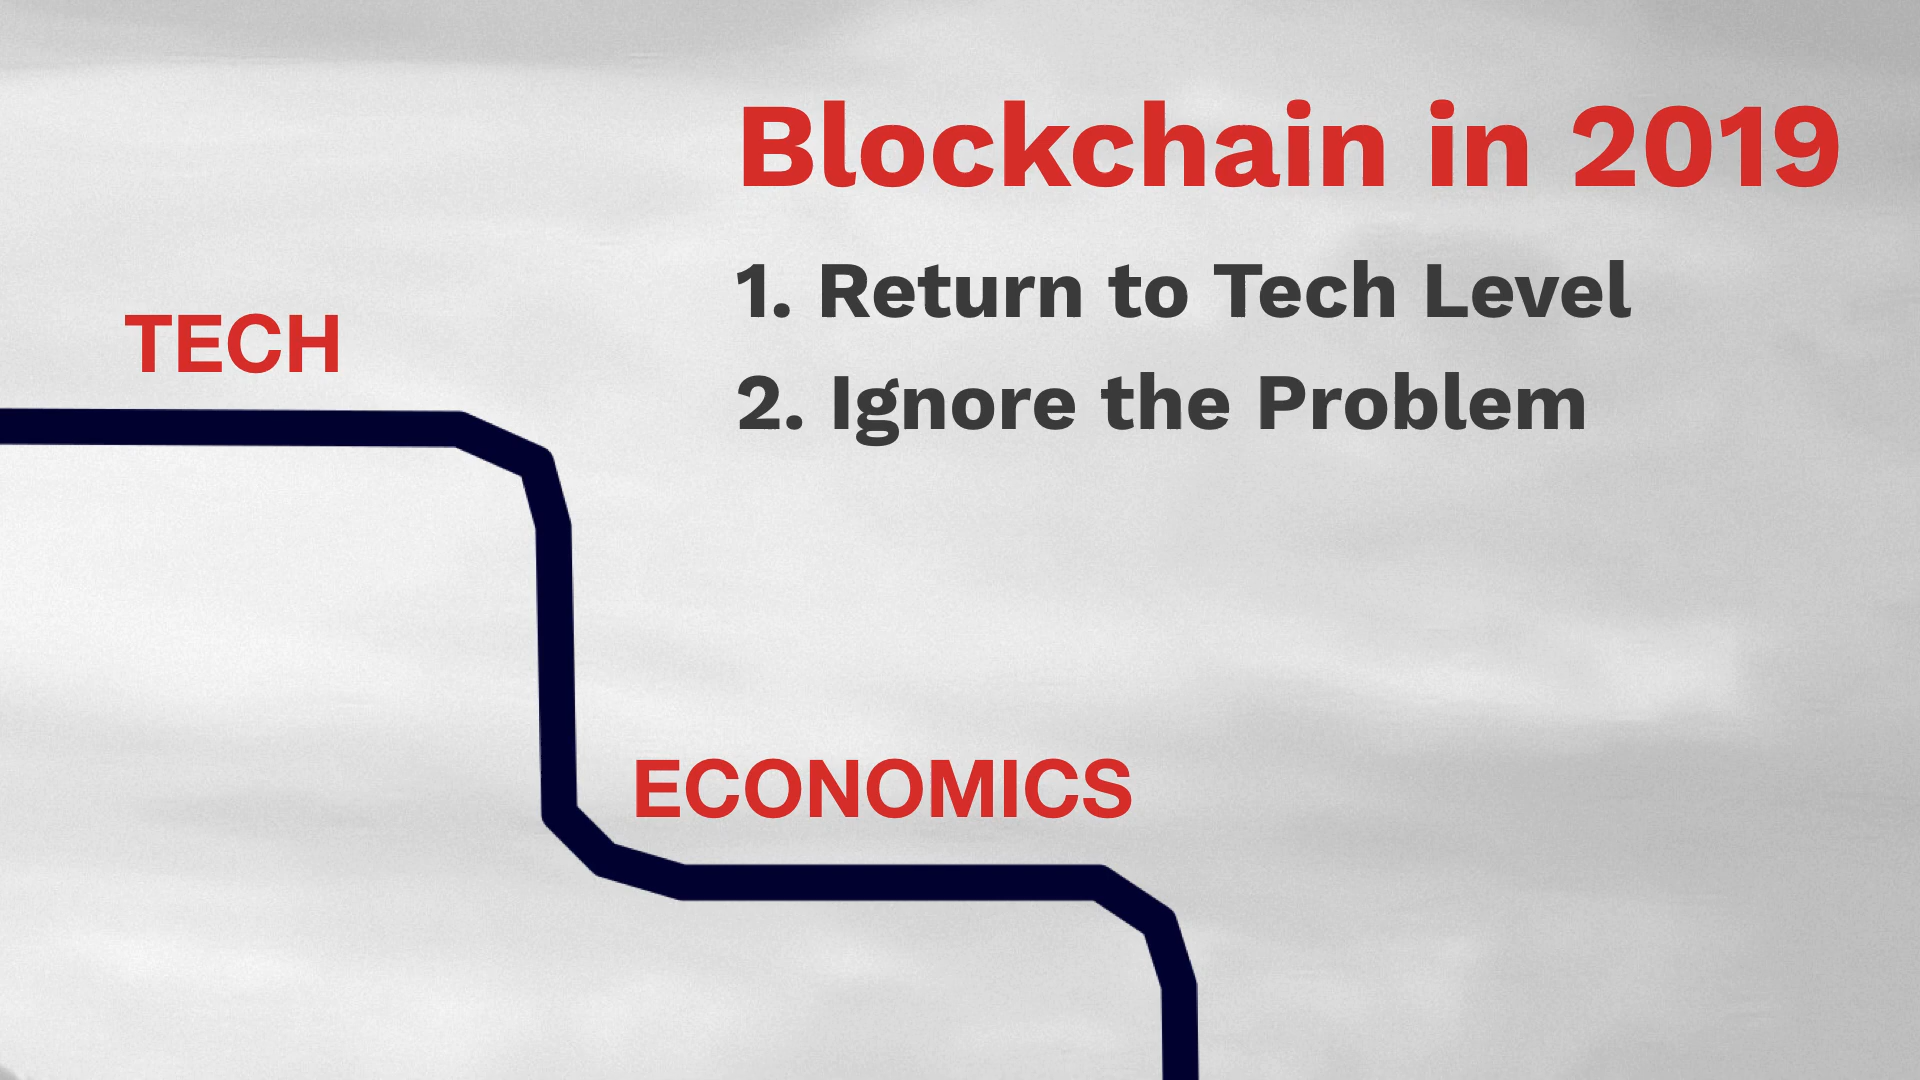 Blockchain in 2019
1. Return to Tech Level
2. Ignore the Problem
TECH
ECONOMICS